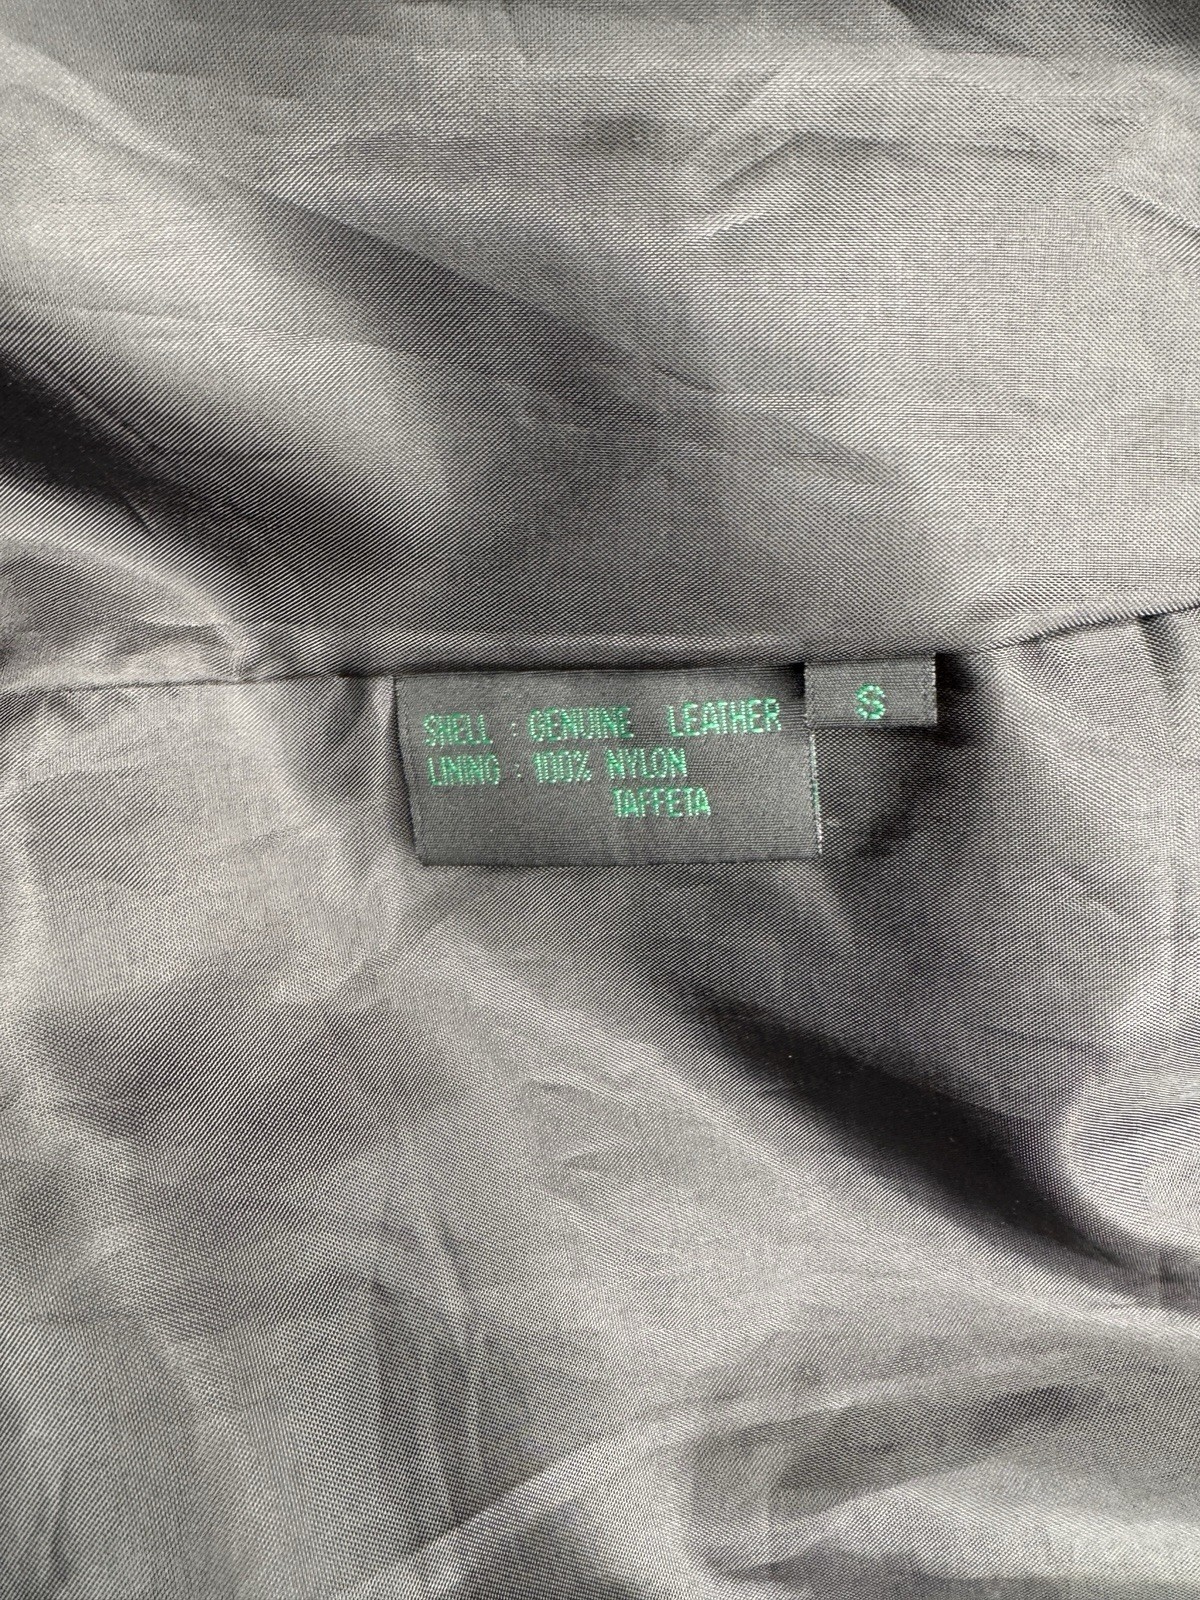 SHELL : GENUINE LEATHER
LINING : 100% NYLON
TAFFETA
S